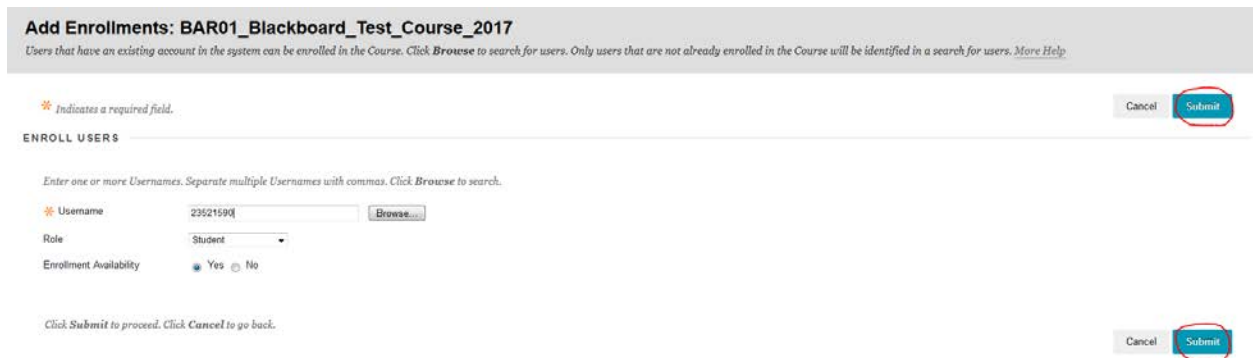 Add Enrollments: BAR01_Blackboard_Test_Course_2017
Users that have an existing account in the system can be enrolled in the Course. Click Browse to search for users. Only users that are not already enrolled in the Course will be identified in a search for users. More Help
Indicates a required field.
Cancel Submit
ENROLL USERS
Enter one or more Usernames. Separate multiple Usernames with commas. Click Browse to search.
Username 23521590 Browse...
Role Student
Enrollment Availability Yes No
Click Submit to proceed. Click Cancel to go back.
Cancel Submit